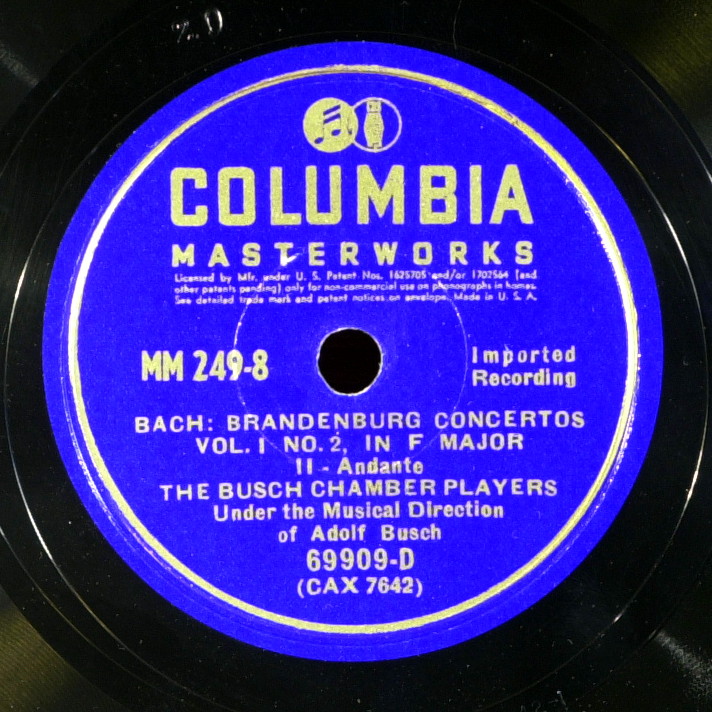 2.0
COLUMBIA
MASTERWORKS
Licensed by Mfr. under U. S. Patent Nos. 1625705 and/or 1702564 (and
other patents pending) only for non-commercial use on phonographs in homes.
See detailed trade mark and patent notices on envelope. Made in U. S. A.
MM 249-8
Imported
Recording
BACH: BRANDENBURG CONCERTOS
VOL. I NO. 2, IN F MAJOR
II - Andante
THE BUSCH CHAMBER PLAYERS
Under the Musical Direction
of Adolf Busch
69909-D
(CAX 7642)